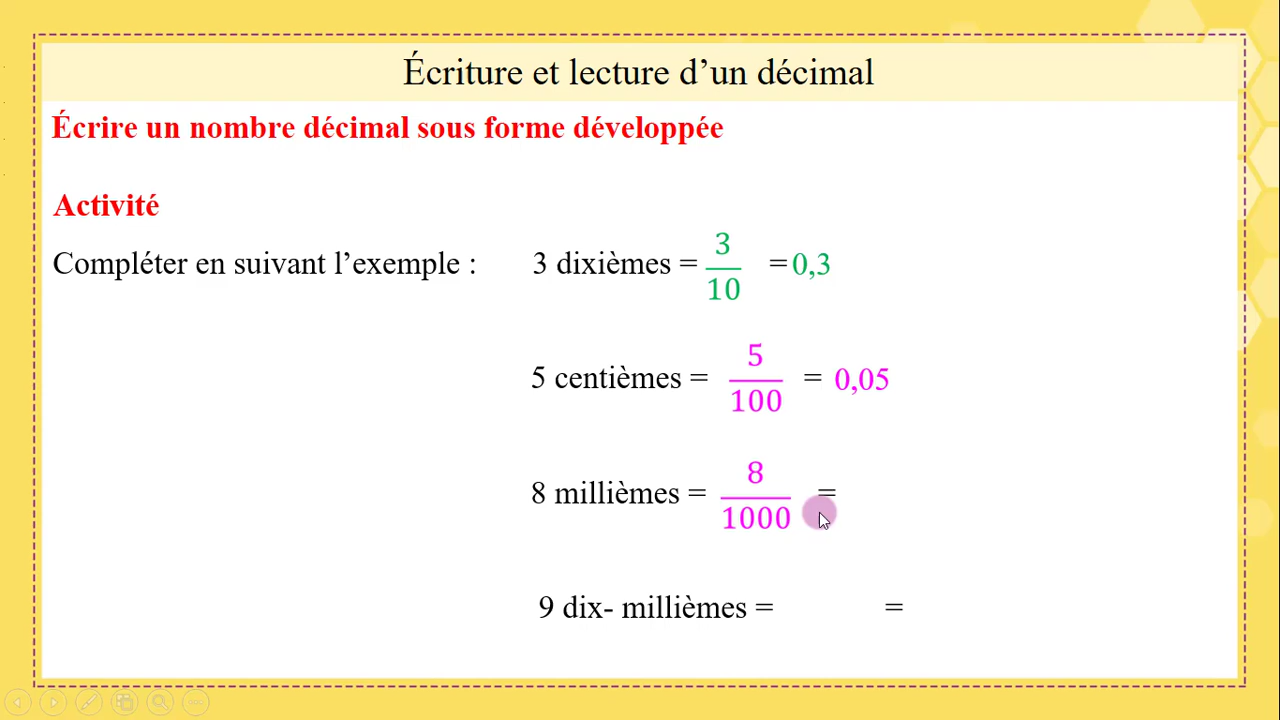 Écriture et lecture d’un décimal
Écrire un nombre décimal sous forme développée
Activité
Compléter en suivant l’exemple : 3 dixièmes = 3/10 = 0,3
5 centièmes = 5/100 = 0,05
8 millièmes = 8/1000 =
9 dix- millièmes = =